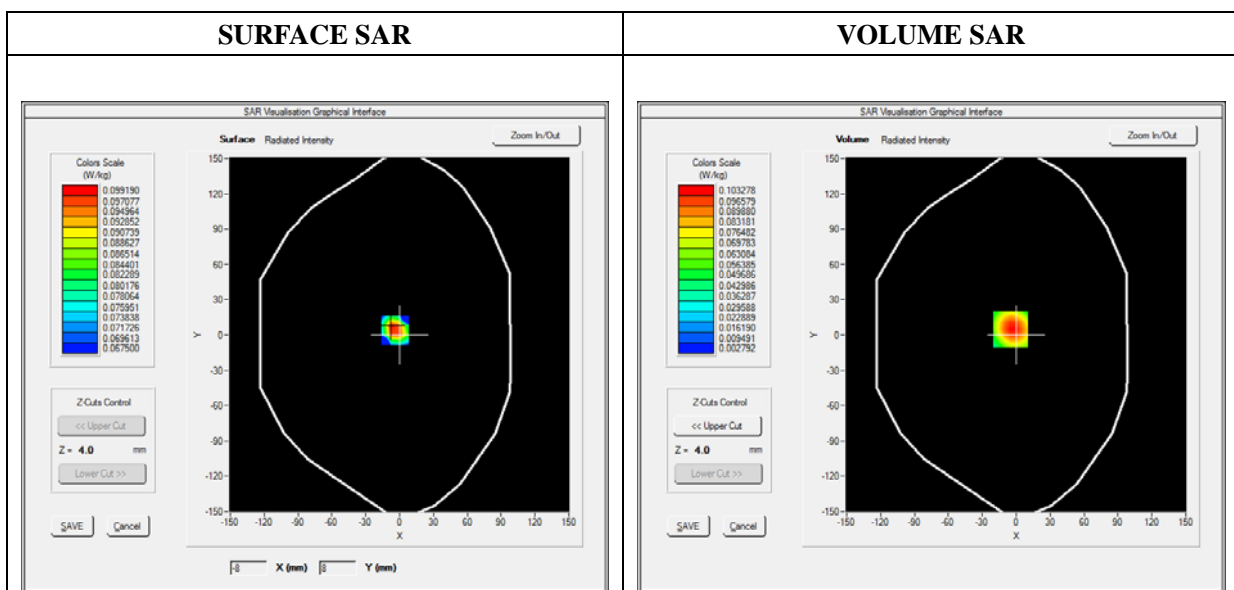 SURFACE SAR
SAR Visualisation Graphical Interface
Surface Radiated Intensity
Zoom In/Out
Colors Scale
(W/kg)
0.099190
0.097077
0.094964
0.092852
0.090739
0.088627
0.086514
0.084401
0.082289
0.080176
0.078064
0.075951
0.073838
0.071726
0.069613
0.067500
Z-Cuts Control
<< Upper Cut
Z = 4.0 mm
Lower Cut >>
SAVE Cancel
150
120
90
60
30
0
-30
-60
-90
-120
-150
Y
-150 -120 -90 -60 -30 0 30 60 90 120 150
X
-8 X (mm) 8 Y (mm)
VOLUME SAR
SAR Visualisation Graphical Interface
Volume Radiated Intensity
Zoom In/Out
Colors Scale
(W/kg)
0.103278
0.096579
0.089880
0.083181
0.076482
0.069783
0.063084
0.056385
0.049686
0.042986
0.036287
0.029588
0.022889
0.016190
0.009491
0.002792
Z-Cuts Control
<< Upper Cut
Z = 4.0 mm
Lower Cut >>
SAVE Cancel
150
120
90
60
30
0
-30
-60
-90
-120
-150
Y
-150 -120 -90 -60 -30 0 30 60 90 120 150
X